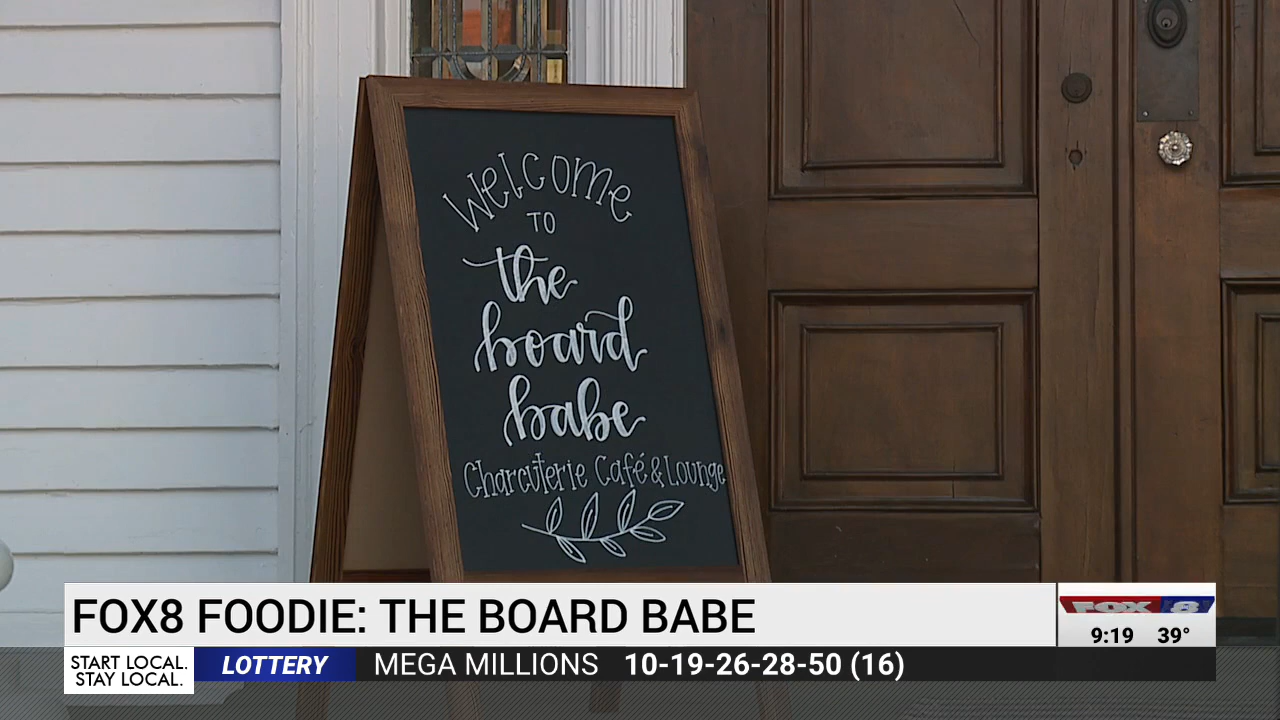 Welcome
TO
the
board
babe
Charcuterie Café & Lounge
FOX8 FOODIE: THE BOARD BABE
FOX 8
9:19 39°
START LOCAL.
STAY LOCAL.
LOTTERY MEGA MILLIONS 10-19-26-28-50 (16)